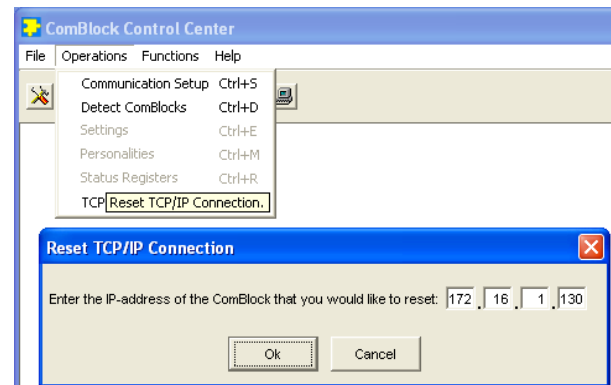 ComBlock Control Center
File Operations Functions Help
Communication Setup Ctrl+S
Detect ComBlocks Ctrl+D
Settings Ctrl+E
Personalities Ctrl+M
Status Registers Ctrl+R
TCP Reset TCP/IP Connection.
Reset TCP/IP Connection
Enter the IP-address of the ComBlock that you would like to reset: 172 . 16 . 1 . 130
Ok Cancel